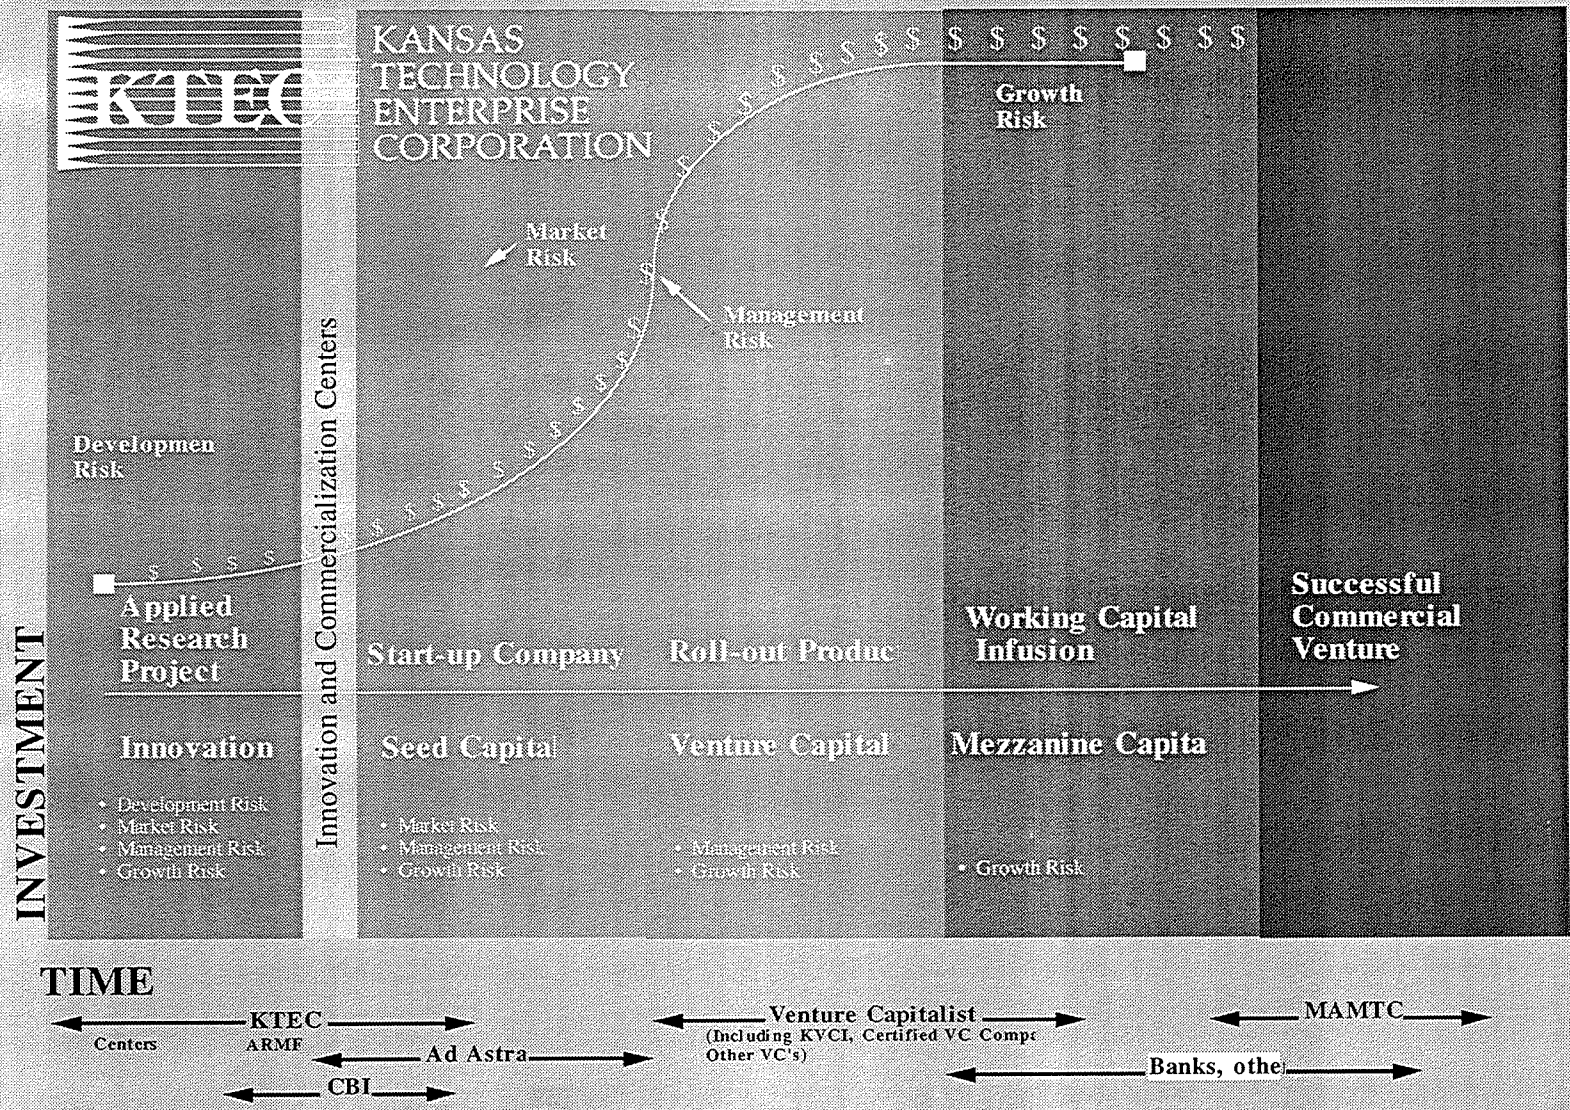 KTEC
KANSAS
TECHNOLOGY
ENTERPRISE
CORPORATION
$ $ $ $ $ $ $ $ $ $ $ $ $
Growth
Risk
Market
Risk
Management
Risk
Developmen
Risk
Innovation and Commercialization Centers
Applied
Research
Project
Start-up Company
Roll-out Produc
Working Capital
Infusion
Successful
Commercial
Venture
Innovation
Seed Capital
Venture Capital
Mezzanine Capita
• Development Risk
• Market Risk
• Management Risk
• Growth Risk
• Market Risk
• Management Risk
• Growth Risk
• Management Risk
• Growth Risk
• Growth Risk
INVESTMENT
TIME
KTEC
Centers
ARMF
Ad Astra
CBI
Venture Capitalist
(Including KVCI, Certified VC Compa
Other VC's)
MAMTC
Banks, other